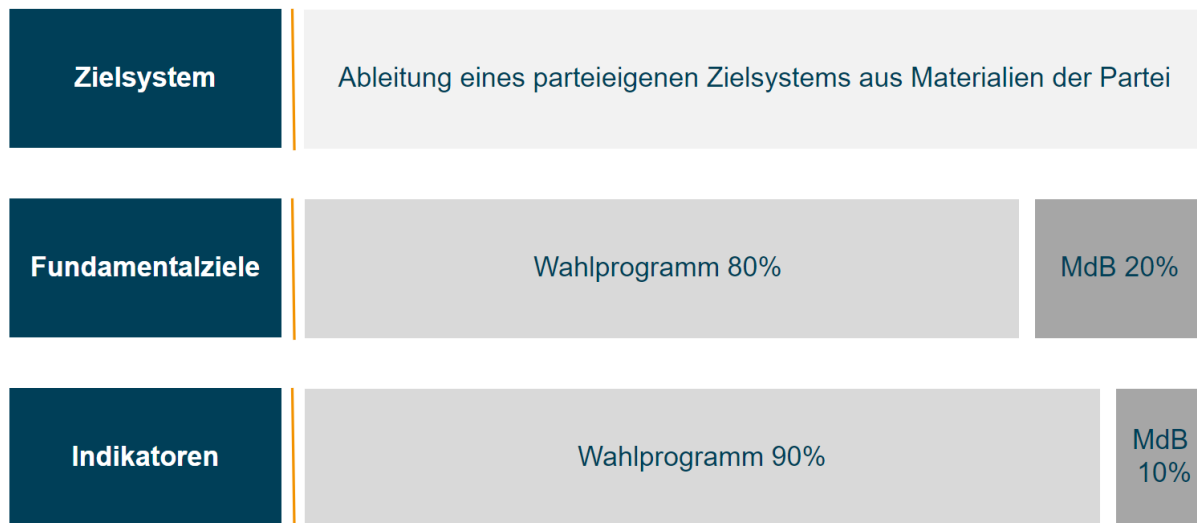 Zielsystem
Ableitung eines parteieigenen Zielsystems aus Materialien der Partei
Fundamentalziele
Wahlprogramm 80%
MdB 20%
Indikatoren
Wahlprogramm 90%
MdB
10%